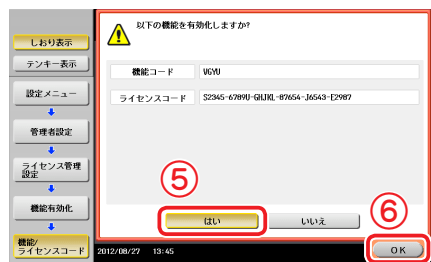 しおり表示
テンキー表示
設定メニュー
管理者設定
ライセンス管理
設定
機能有効化
機能/
ライセンスコード
以下の機能を有効化しますか?
機能コード VGYU
ライセンスコード S2345-6789U-GHJKL-87654-J6543-E2987
⑤
はい いいえ
⑥
2012/08/27 13:45
OK